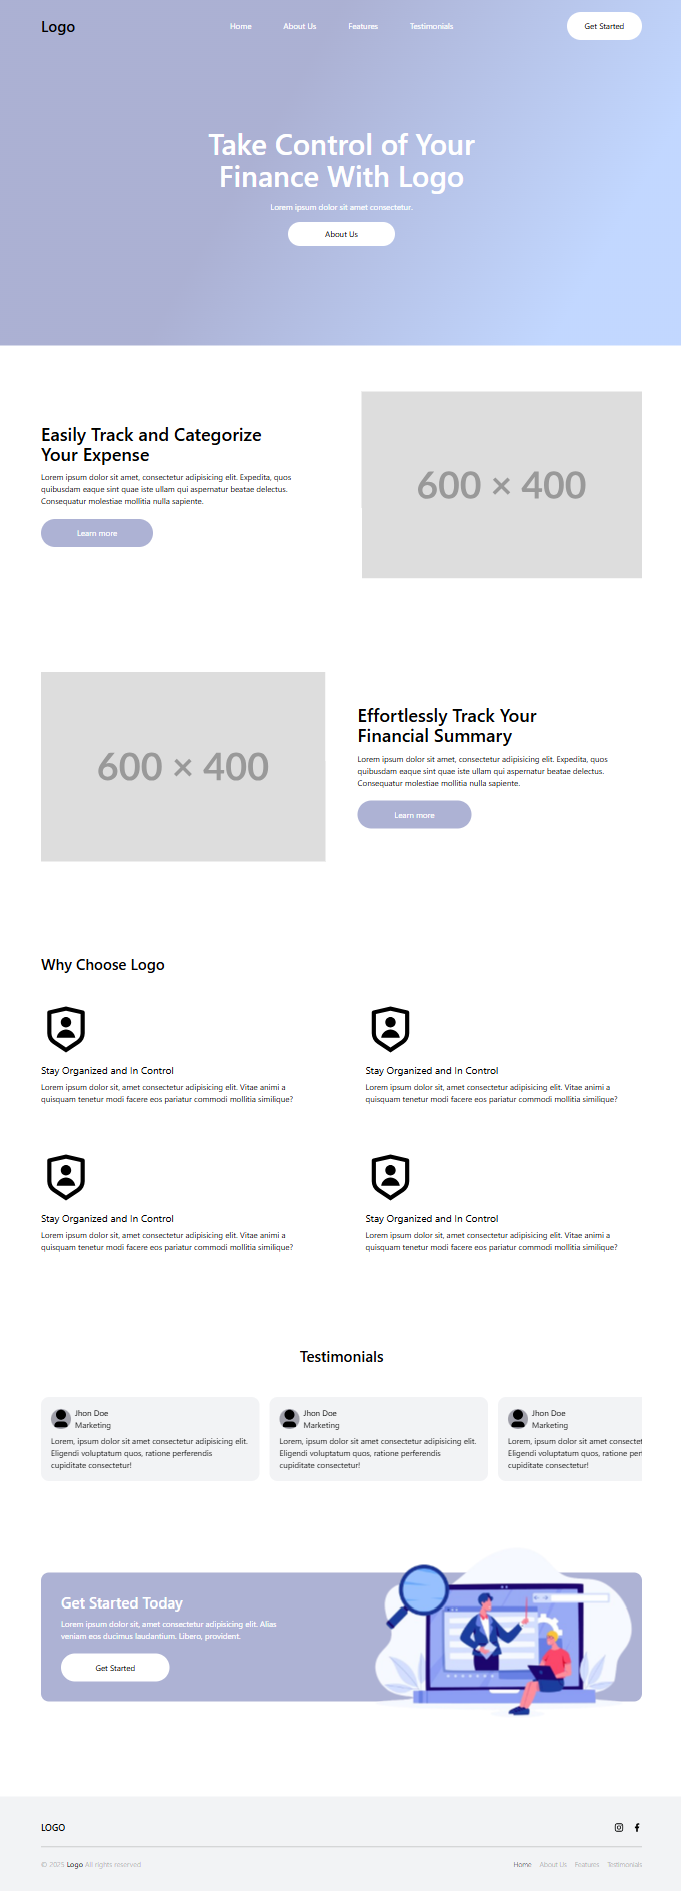 Logo
Home About Us Features Testimonials
Get Started
Take Control of Your
Finance With Logo
Lorem ipsum dolor sit amet consectetur.
About Us
Easily Track and Categorize
Your Expense
Lorem ipsum dolor sit amet, consectetur adipisicing elit. Expedita, quos
quibusdam eaque sint quae iste ullam qui aspernatur beatae delectus.
Consequatur molestiae mollitia nulla sapiente.
Learn more
600 × 400
600 × 400
Effortlessly Track Your
Financial Summary
Lorem ipsum dolor sit amet, consectetur adipisicing elit. Expedita, quos
quibusdam eaque sint quae iste ullam qui aspernatur beatae delectus.
Consequatur molestiae mollitia nulla sapiente.
Learn more
Why Choose Logo
Stay Organized and In Control
Lorem ipsum dolor sit, amet consectetur adipisicing elit. Vitae animi a
quisquam tenetur modi facere eos pariatur commodi mollitia similique?
Stay Organized and In Control
Lorem ipsum dolor sit, amet consectetur adipisicing elit. Vitae animi a
quisquam tenetur modi facere eos pariatur commodi mollitia similique?
Stay Organized and In Control
Lorem ipsum dolor sit, amet consectetur adipisicing elit. Vitae animi a
quisquam tenetur modi facere eos pariatur commodi mollitia similique?
Stay Organized and In Control
Lorem ipsum dolor sit, amet consectetur adipisicing elit. Vitae animi a
quisquam tenetur modi facere eos pariatur commodi mollitia similique?
Testimonials
Jhon Doe
Marketing
Lorem, ipsum dolor sit amet consectetur adipisicing elit.
Eligendi voluptatum quos, ratione perferendis
cupiditate consectetur!
Jhon Doe
Marketing
Lorem, ipsum dolor sit amet consectetur adipisicing elit.
Eligendi voluptatum quos, ratione perferendis
cupiditate consectetur!
Jhon Doe
Marketing
Lorem, ipsum dolor sit amet consectet
Eligendi voluptatum quos, ratione per
cupiditate consectetur!
Get Started Today
Lorem ipsum dolor sit amet, consectetur adipisicing elit. Alias
veniam eos ducimus laudantium. Libero, provident.
Get Started
LOGO
© 2025 Logo All rights reserved
Home About Us Features Testimonials